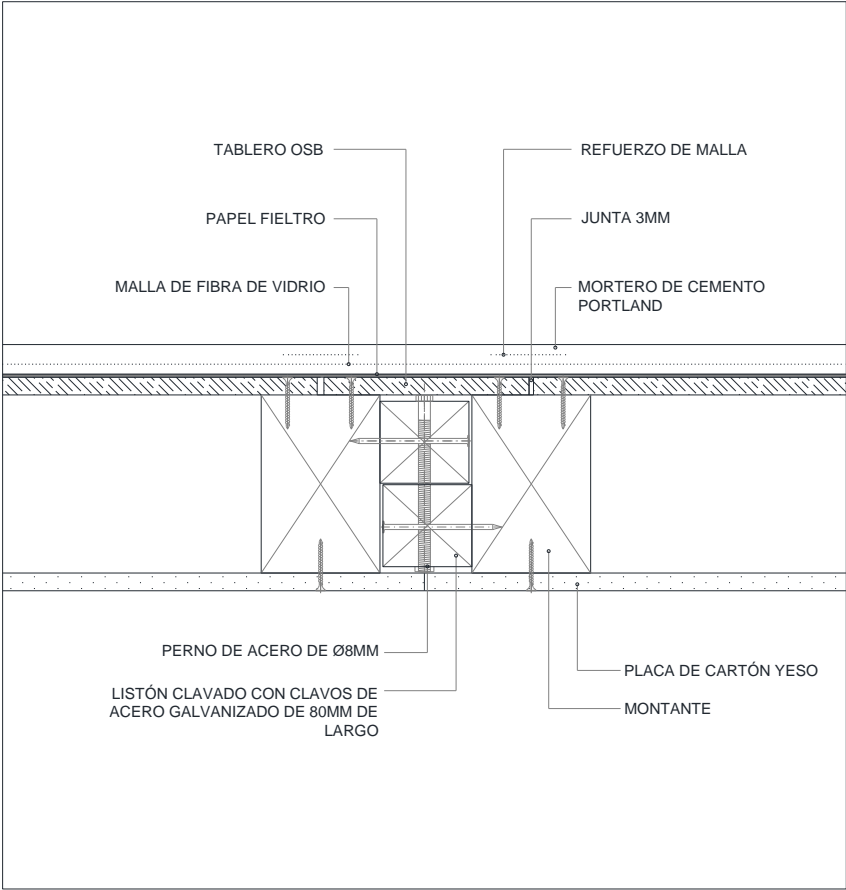 TABLERO OSB
REFUERZO DE MALLA
PAPEL FIELTRO
JUNTA 3MM
MALLA DE FIBRA DE VIDRIO
MORTERO DE CEMENTO
PORTLAND
PERNO DE ACERO DE Ø8MM
LISTÓN CLAVADO CON CLAVOS DE
ACERO GALVANIZADO DE 80MM DE
LARGO
PLACA DE CARTÓN YESO
MONTANTE